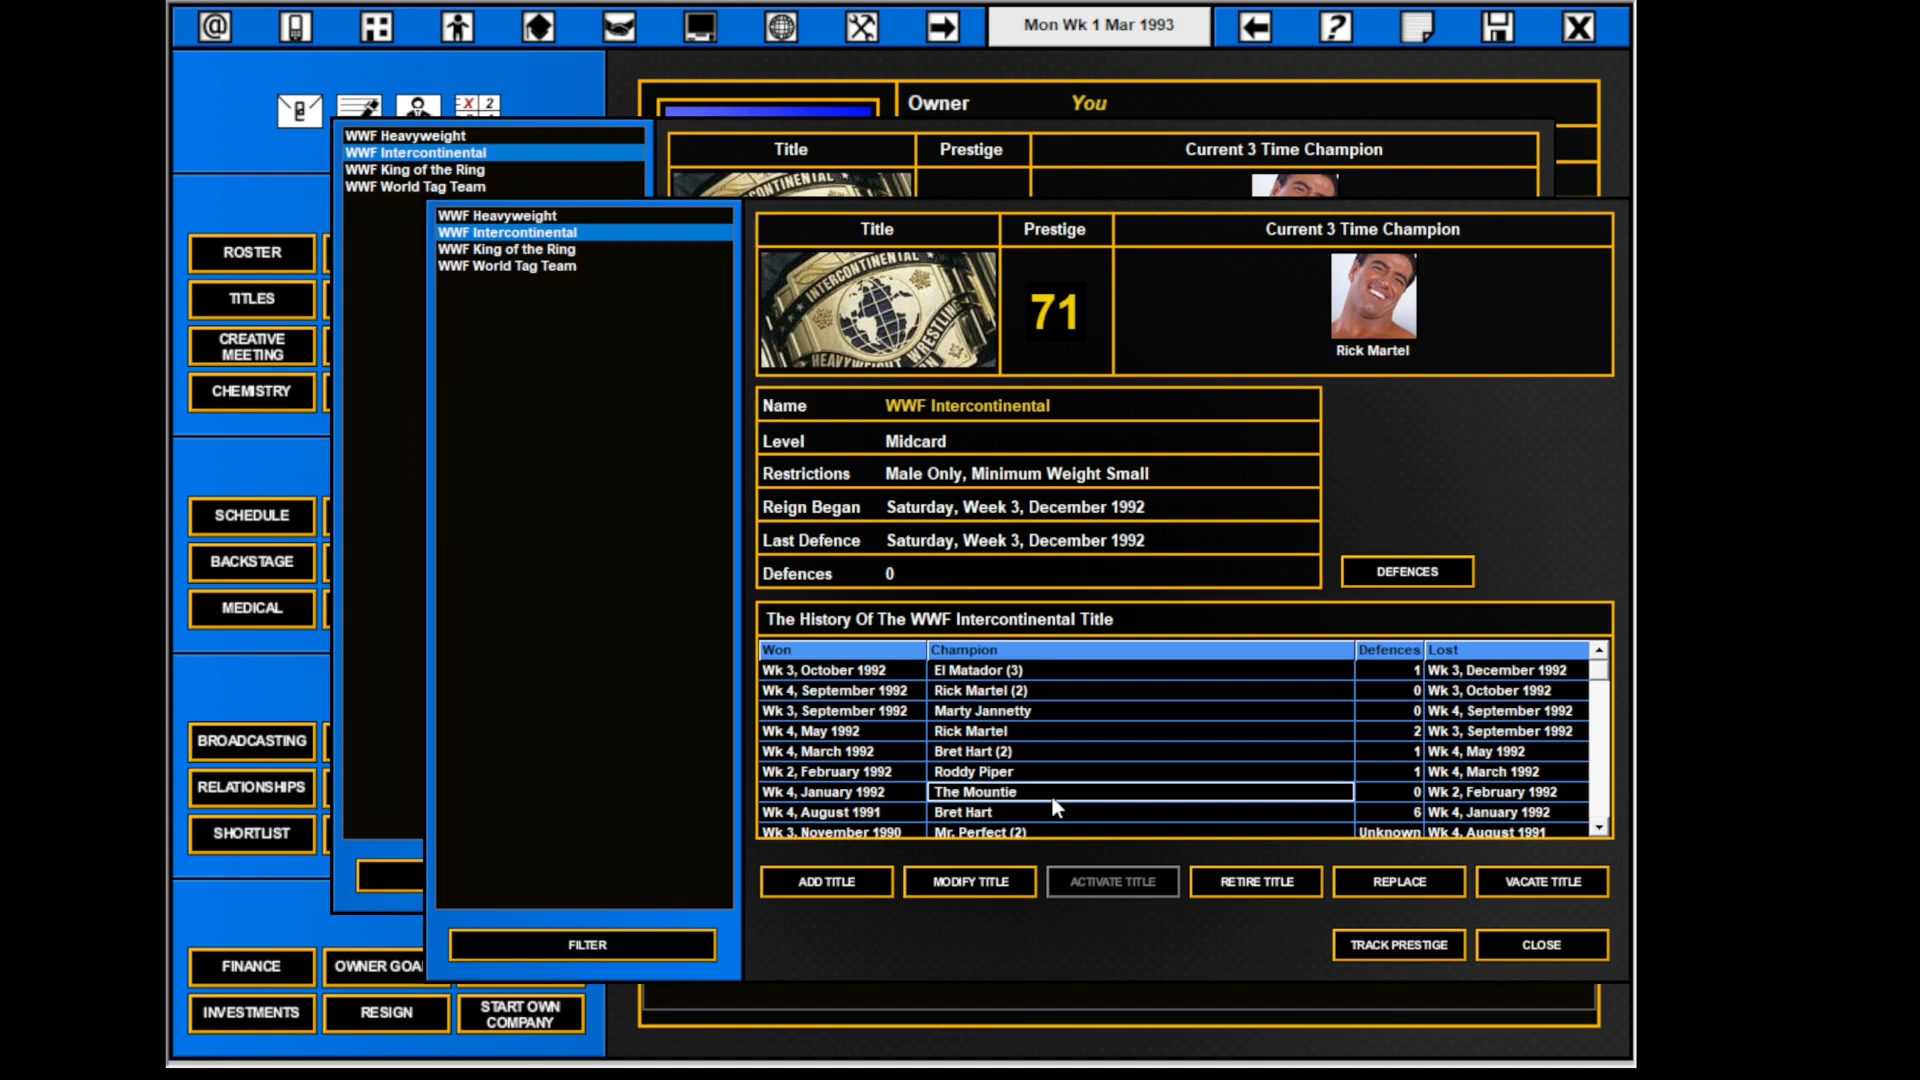 Mon Wk 1 Mar 1993
X 2
Owner You
WWF Heavyweight
WWF Intercontinental
WWF King of the Ring
WWF World Tag Team
Title Prestige Current 3 Time Champion
CONTINENTAL
WWF Heavyweight
WWF Intercontinental
WWF King of the Ring
WWF World Tag Team
Title Prestige Current 3 Time Champion
INTERCONTINENTAL
HEAVYWEIGHT WRESTLING
71
Rick Martel
ROSTER
TITLES
CREATIVE
MEETING
CHEMISTRY
SCHEDULE
BACKSTAGE
MEDICAL
BROADCASTING
RELATIONSHIPS
SHORTLIST
FINANCE OWNER GOA
INVESTMENTS RESIGN START OWN
COMPANY
Name WWF Intercontinental
Level Midcard
Restrictions Male Only, Minimum Weight Small
Reign Began Saturday, Week 3, December 1992
Last Defence Saturday, Week 3, December 1992
Defences 0
DEFENCES
The History Of The WWF Intercontinental Title
Won Champion Defences Lost
Wk 3, October 1992 El Matador (3) 1 Wk 3, December 1992
Wk 4, September 1992 Rick Martel (2) 0 Wk 3, October 1992
Wk 3, September 1992 Marty Jannetty 0 Wk 4, September 1992
Wk 4, May 1992 Rick Martel 2 Wk 3, September 1992
Wk 4, March 1992 Bret Hart (2) 1 Wk 4, May 1992
Wk 2, February 1992 Roddy Piper 1 Wk 4, March 1992
Wk 4, January 1992 The Mountie 0 Wk 2, February 1992
Wk 4, August 1991 Bret Hart 6 Wk 4, January 1992
Wk 3, November 1990 Mr. Perfect (2) Unknown Wk 4, August 1991
ADD TITLE MODIFY TITLE ACTIVATE TITLE RETIRE TITLE REPLACE VACATE TITLE
FILTER
TRACK PRESTIGE CLOSE